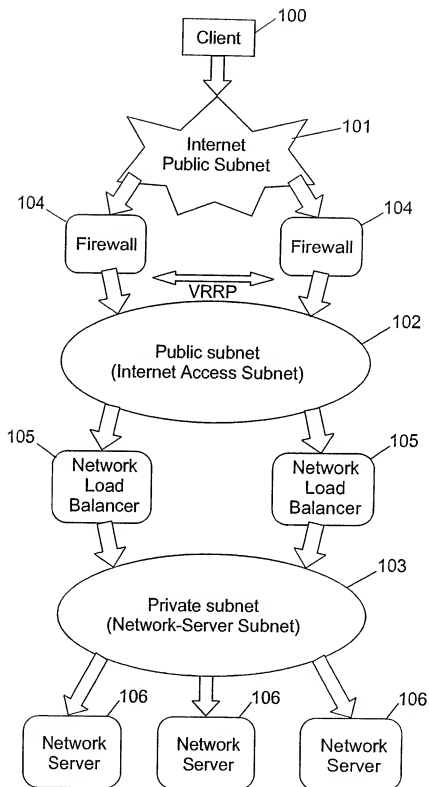 100
Client
101
Internet
Public Subnet
104
104
Firewall
Firewall
VRRP
102
Public subnet
(Internet Access Subnet)
105
105
Network
Load
Balancer
Network
Load
Balancer
103
Private subnet
(Network-Server Subnet)
106
106
106
Network
Server
Network
Server
Network
Server